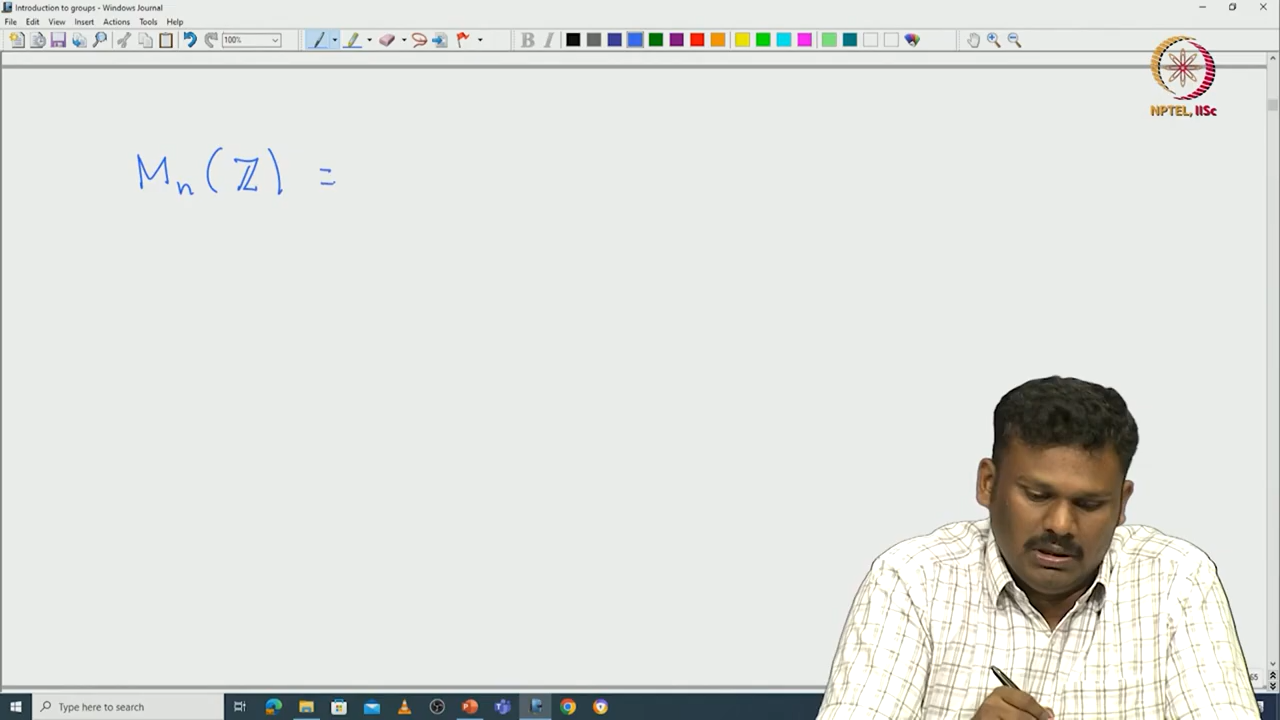 Introduction to groups - Windows Journal
File Edit View Insert Actions Tools Help
100%
B I
NPTEL, IISc
Mₙ(ℤ) =
65
Type here to search